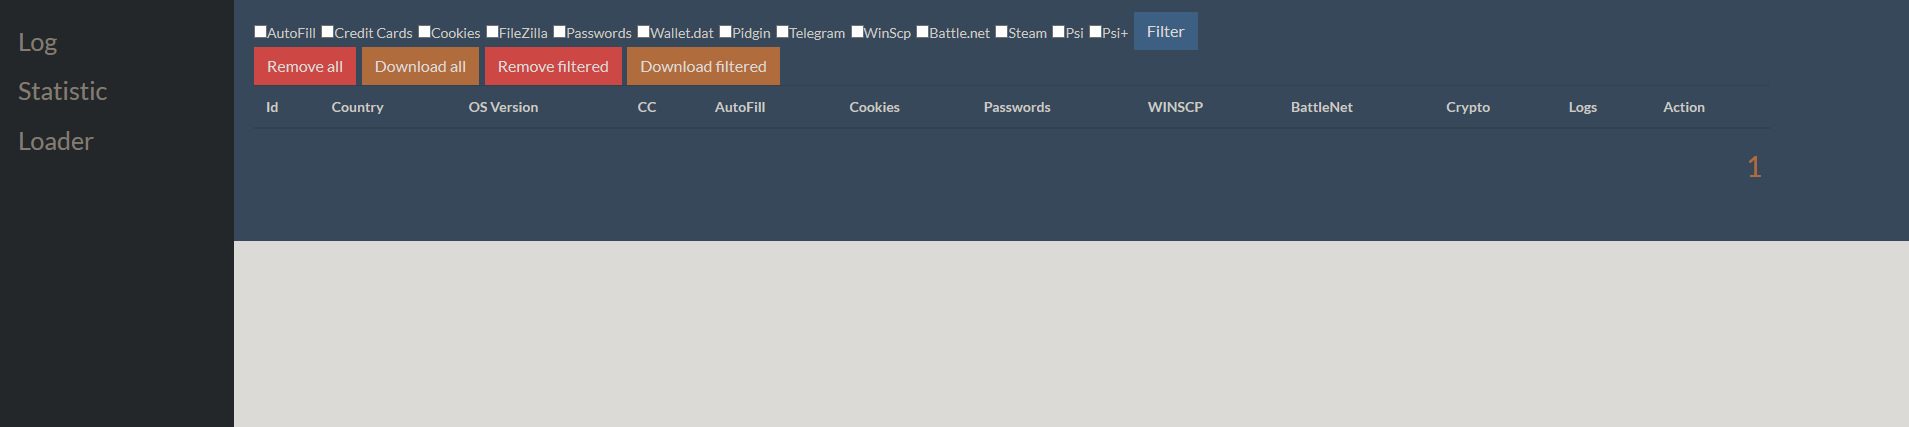 Log
Statistic
Loader
AutoFill Credit Cards Cookies FileZilla Passwords Wallet.dat Pidgin Telegram WinScp Battle.net Steam Psi Psi+ Filter
Remove all Download all Remove filtered Download filtered
Id Country OS Version CC AutoFill Cookies Passwords WINSCP BattleNet Crypto Logs Action
1